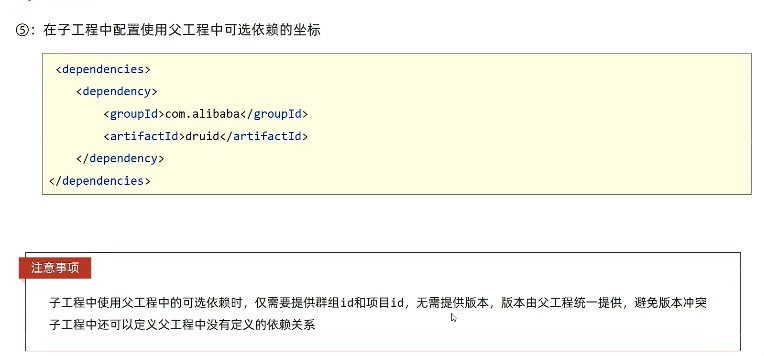 ⑤：在子工程中配置使用父工程中可选依赖的坐标
<dependencies>
<dependency>
<groupId>com.alibaba</groupId>
<artifactId>druid</artifactId>
</dependency>
</dependencies>
注意事项
子工程中使用父工程中的可选依赖时，仅需要提供群组id和项目id，无需提供版本，版本由父工程统一提供，避免版本冲突
子工程中还可以定义父工程中没有定义的依赖关系